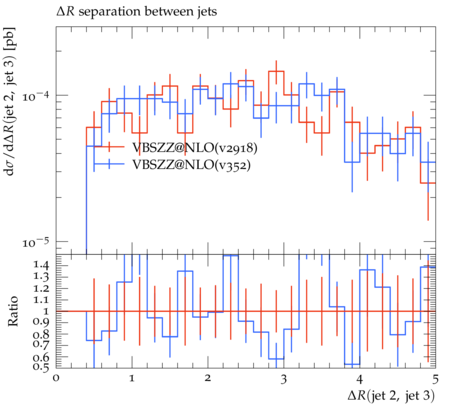 ΔR separation between jets
dσ/dΔR(jet 2, jet 3) [pb]
10⁻⁴
VBSZZ@NLO(v2918)
VBSZZ@NLO(v352)
10⁻⁵
Ratio
1.4
1.3
1.2
1.1
1
0.9
0.8
0.7
0.6
0.5
0 1 2 3 4 5
ΔR(jet 2, jet 3)